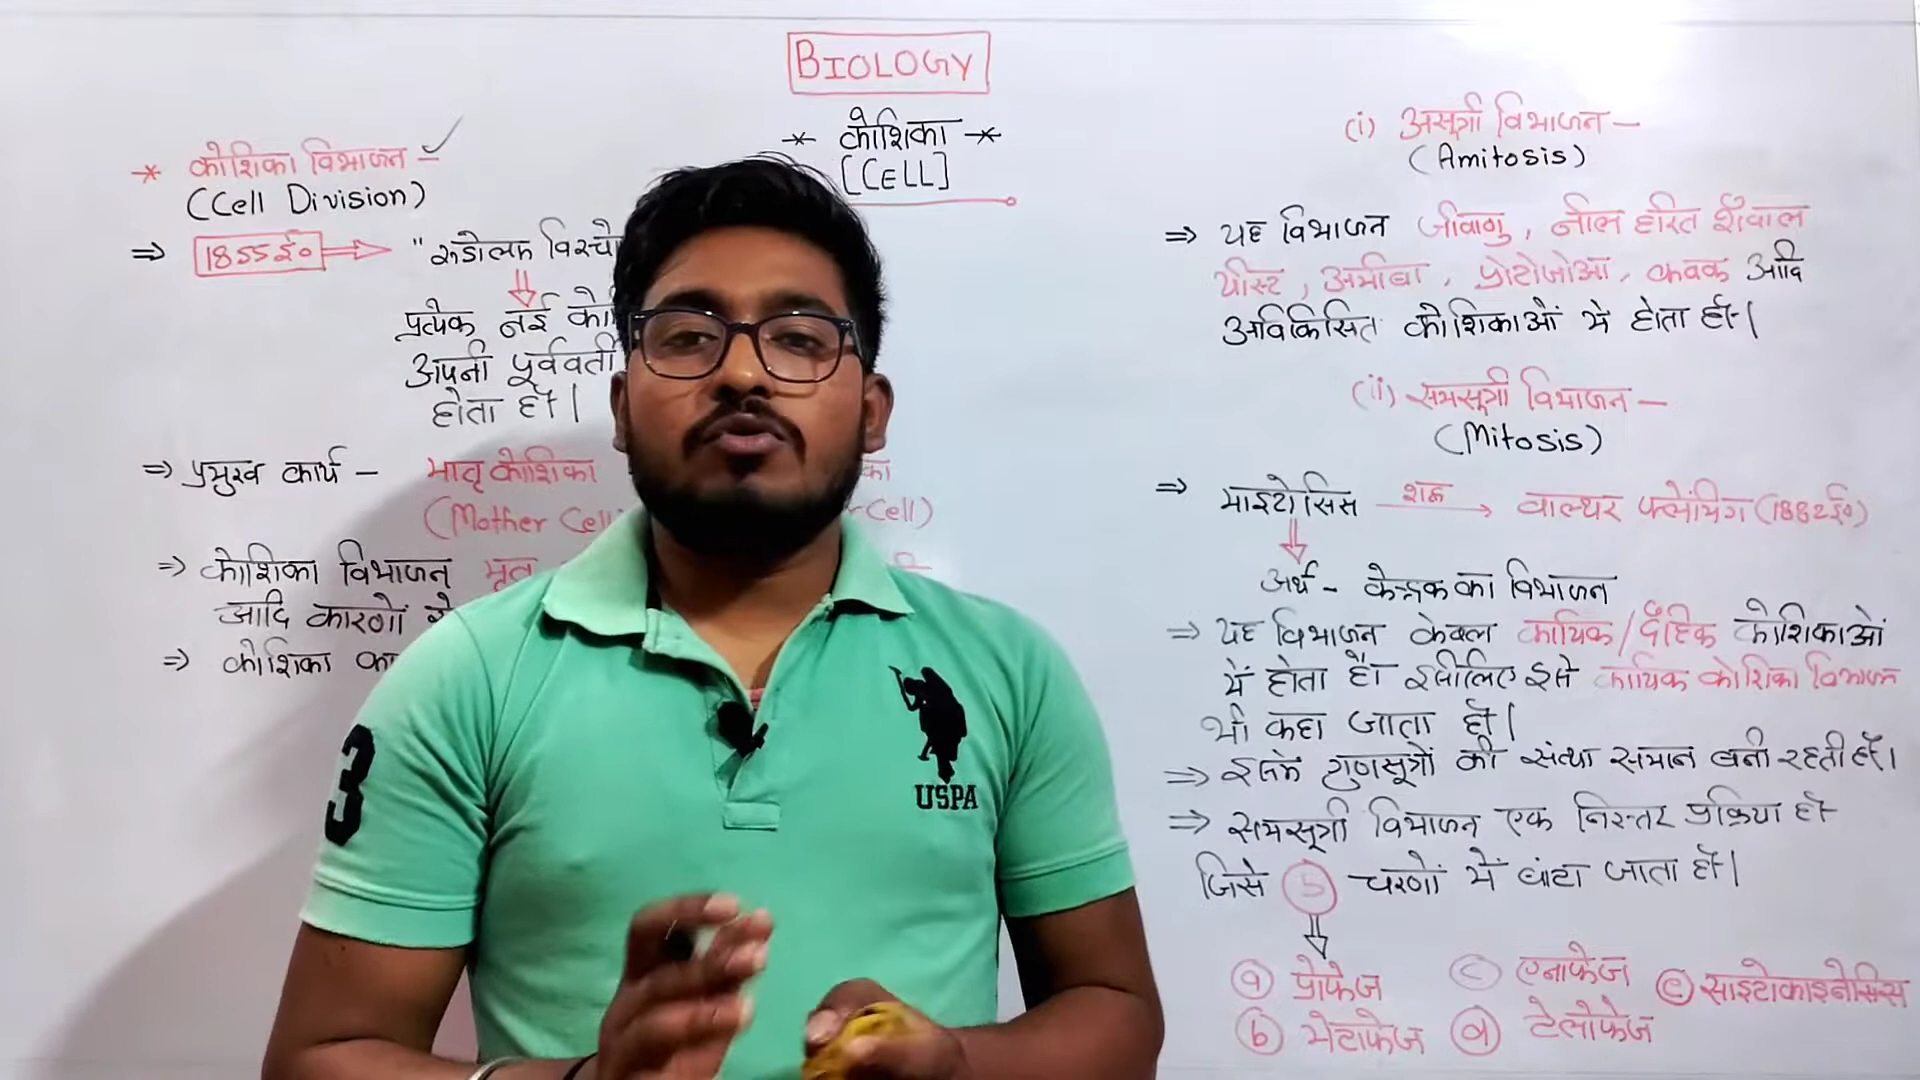 BIOLOGY
-*- कोशिका -*-
[CELL]
* कोशिका विभाजन -
(Cell Division)
⇒ 1855ई० → "रुडोल्फ
प्रत्येक नई
अपनी पूर्ववर्ती
होता है।
⇒ प्रमुख कार्य - मातृ कोशिका
(Mother Cell Cell)
⇒ कोशिका विभाजन मृत
आदि कारणों से
⇒ कोशिका
(i) असूत्री विभाजन -
(Amitosis)
⇒ यह विभाजन जीवाणु, नील हरित शैवाल
यीस्ट, अमीबा, प्रोटोजोआ, कवक आदि
अविकिसित कोशिकाओं में होता है।
(ii) समसूत्री विभाजन -
(Mitosis)
⇒ माइटोसिस शब्द → वाल्थर फ्लेमिंग (1882ई०)
अर्थ - केन्द्रक का विभाजन
⇒ यह विभाजन केवल कायिक/दैहिक कोशिकाओं
में होता है इसीलिए इसे कायिक कोशिका विभाजन
भी कहा जाता है।
⇒ इसमें गुणसूत्रों की संख्या समान बनी रहती है।
⇒ समसूत्री विभाजन एक निरन्तर प्रक्रिया है
जिसे 5 चरणों में बांटा जाता है।
(a) प्रोफेज (c) एनाफेज (e) साइटोकाइनेसिस
(b) मेटाफेज (d) टेलोफेज
3
USPA